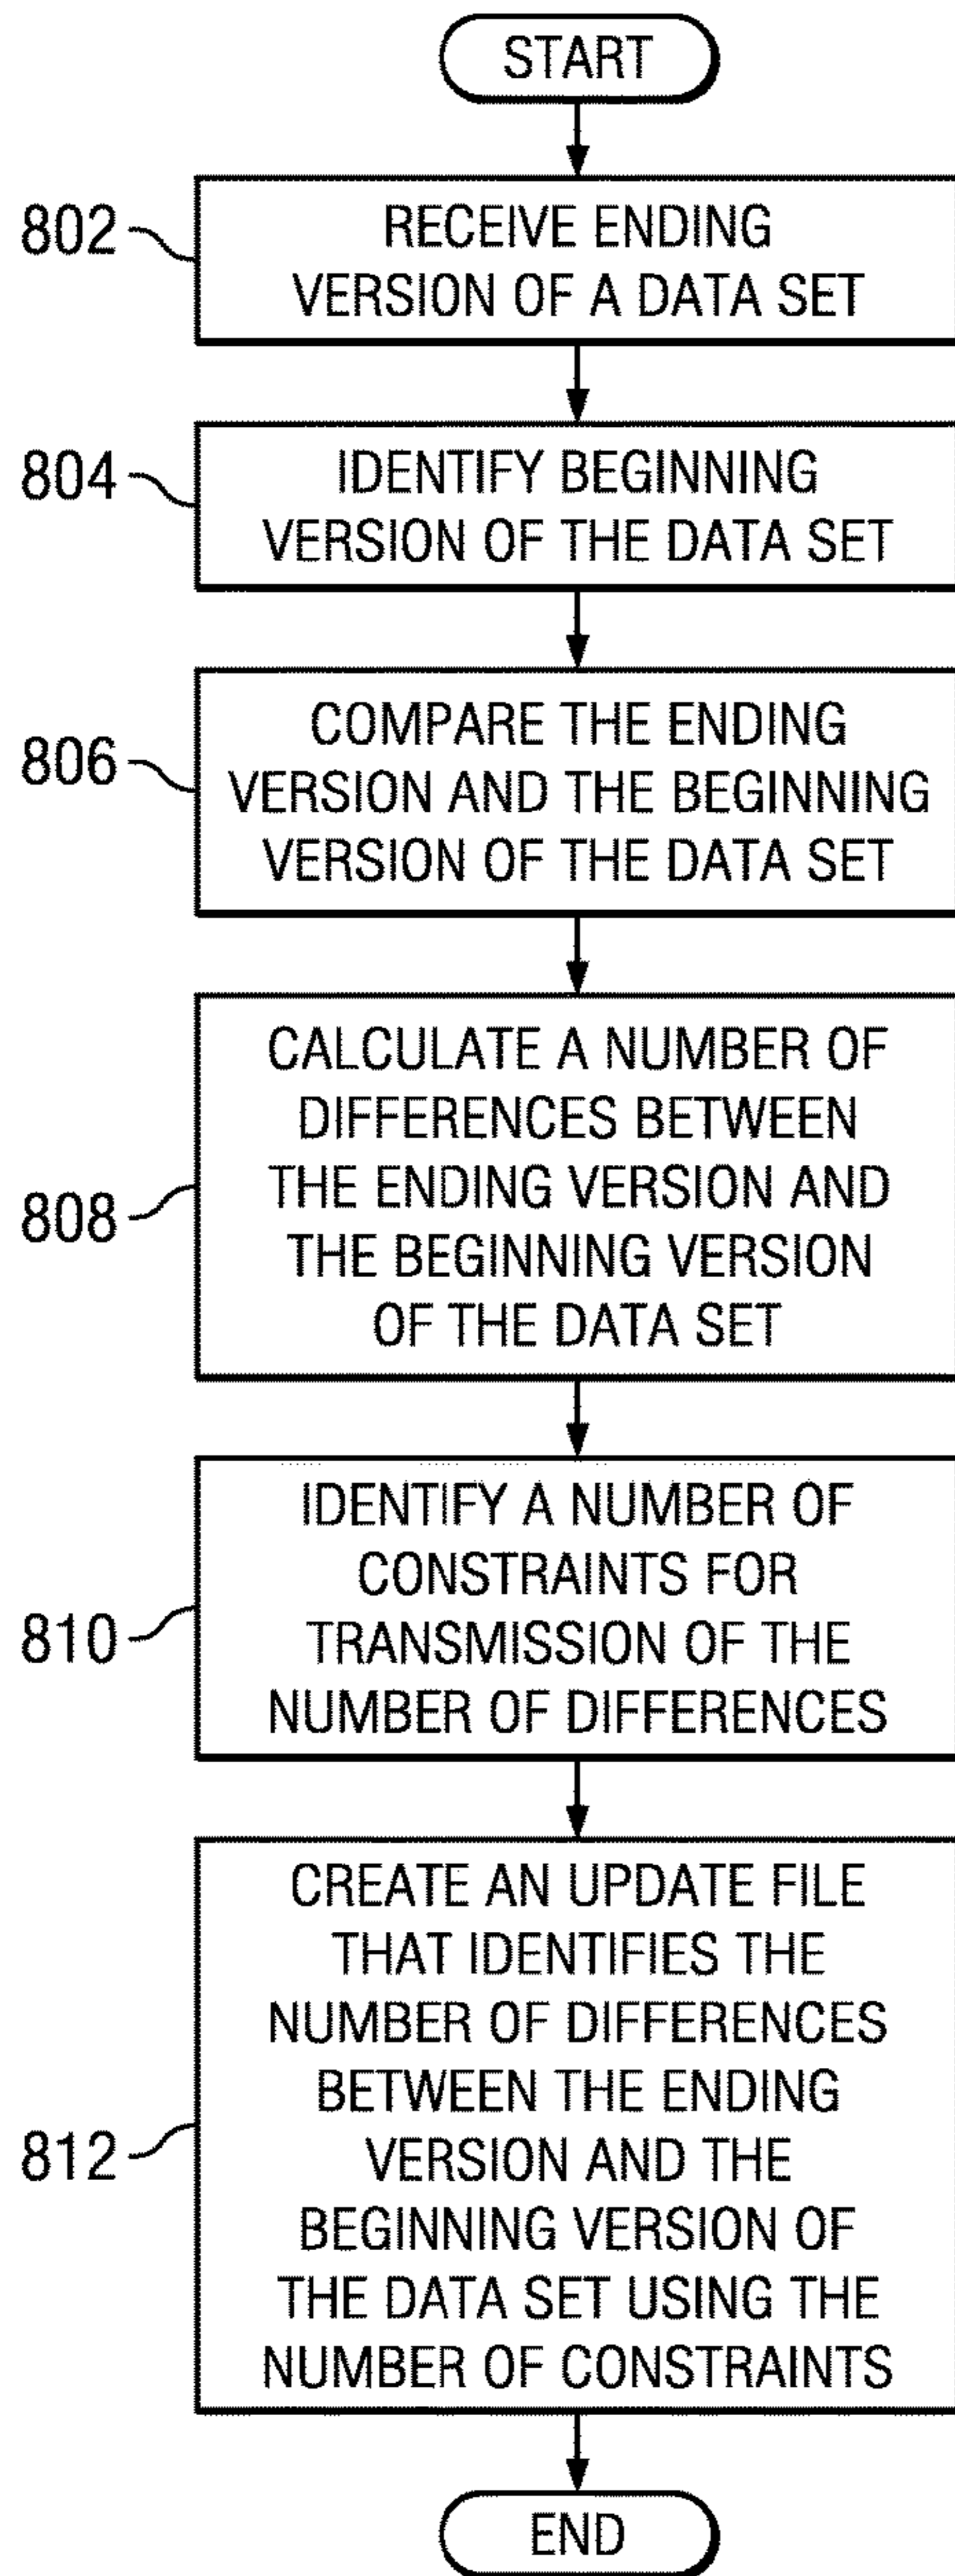 START
802
RECEIVE ENDING
VERSION OF A DATA SET
804
IDENTIFY BEGINNING
VERSION OF THE DATA SET
806
COMPARE THE ENDING
VERSION AND THE BEGINNING
VERSION OF THE DATA SET
808
CALCULATE A NUMBER OF
DIFFERENCES BETWEEN
THE ENDING VERSION AND
THE BEGINNING VERSION
OF THE DATA SET
810
IDENTIFY A NUMBER OF
CONSTRAINTS FOR
TRANSMISSION OF THE
NUMBER OF DIFFERENCES
812
CREATE AN UPDATE FILE
THAT IDENTIFIES THE
NUMBER OF DIFFERENCES
BETWEEN THE ENDING
VERSION AND THE
BEGINNING VERSION OF
THE DATA SET USING THE
NUMBER OF CONSTRAINTS
END